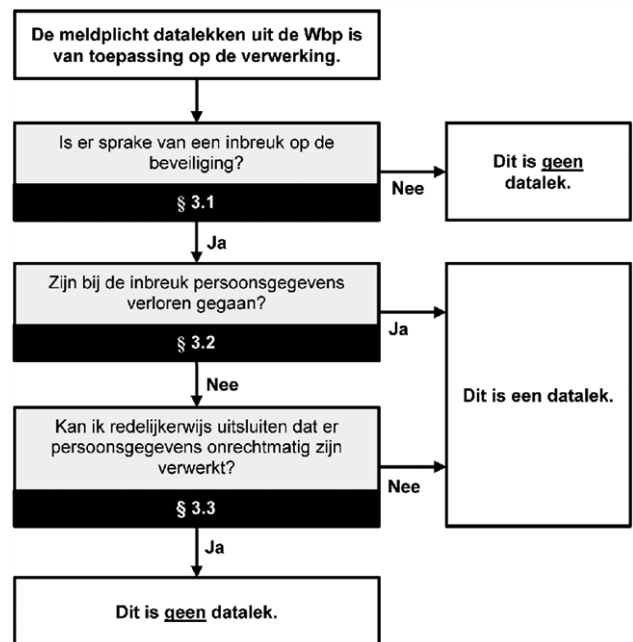 De meldplicht datalekken uit de Wbp is
van toepassing op de verwerking.
Is er sprake van een inbreuk op de
beveiliging?
§ 3.1
Nee
Dit is geen
datalek.
Ja
Zijn bij de inbreuk persoonsgegevens
verloren gegaan?
§ 3.2
Ja
Dit is een datalek.
Nee
Kan ik redelijkerwijs uitsluiten dat er
persoonsgegevens onrechtmatig zijn
verwerkt?
§ 3.3
Nee
Ja
Dit is geen datalek.